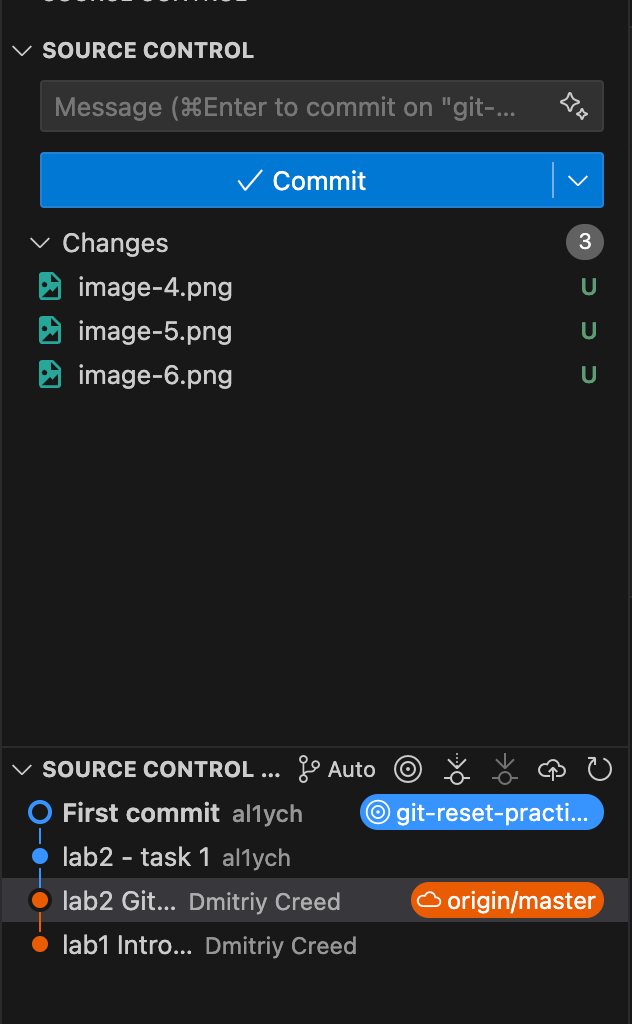 SOURCE CONTROL
SOURCE CONTROL
Message (⌘Enter to commit on "git-...
Commit
Changes 3
image-4.png U
image-5.png U
image-6.png U
SOURCE CONTROL ... Auto
First commit al1ych git-reset-practi...
lab2 - task 1 al1ych
lab2 Git... Dmitriy Creed origin/master
lab1 Intro... Dmitriy Creed